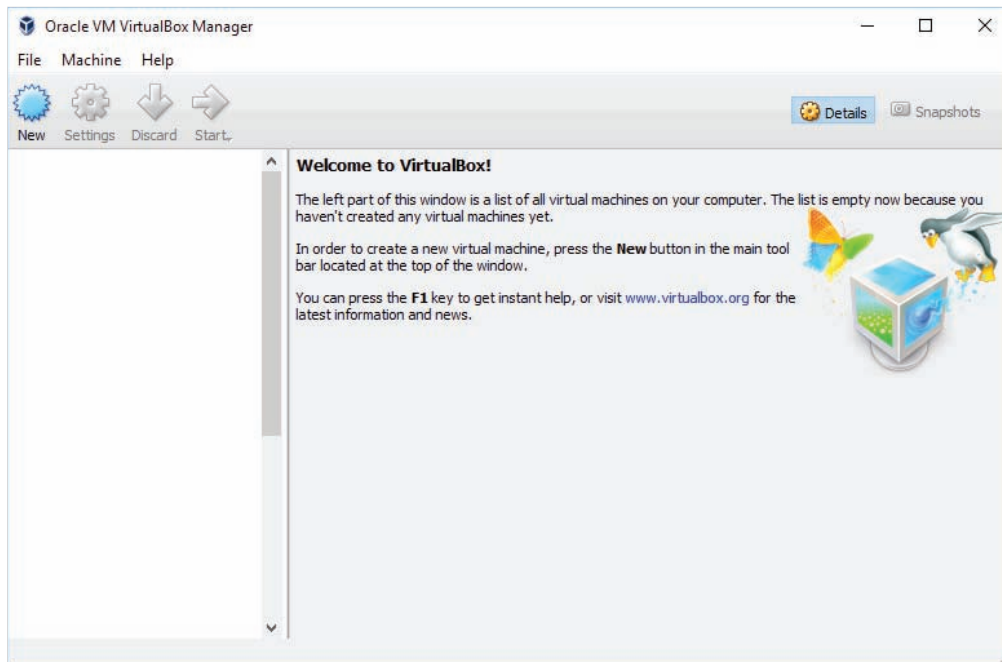 Oracle VM VirtualBox Manager
File Machine Help
New Settings Discard Start
Details Snapshots
Welcome to VirtualBox!
The left part of this window is a list of all virtual machines on your computer. The list is empty now because you
haven't created any virtual machines yet.
In order to create a new virtual machine, press the New button in the main tool
bar located at the top of the window.
You can press the F1 key to get instant help, or visit www.virtualbox.org for the
latest information and news.